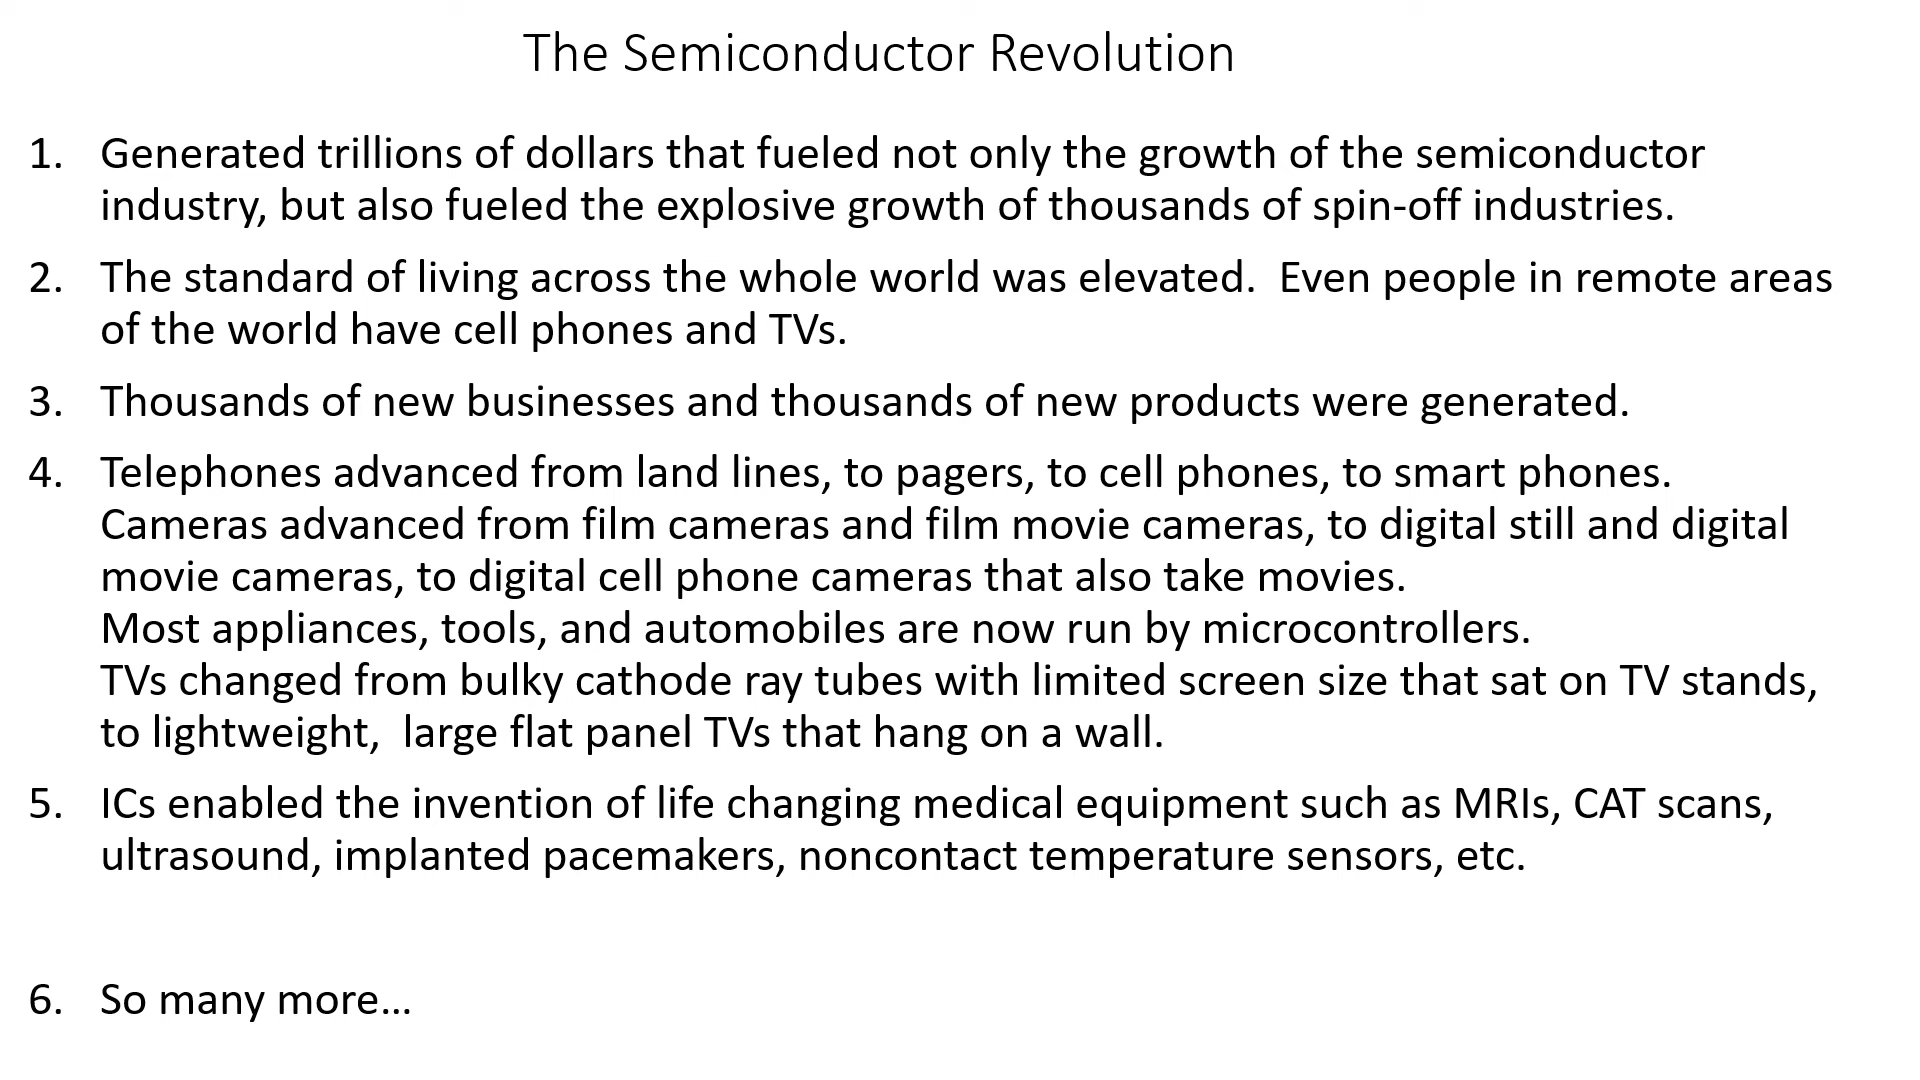 The Semiconductor Revolution
1. Generated trillions of dollars that fueled not only the growth of the semiconductor
industry, but also fueled the explosive growth of thousands of spin-off industries.
2. The standard of living across the whole world was elevated.  Even people in remote areas
of the world have cell phones and TVs.
3. Thousands of new businesses and thousands of new products were generated.
4. Telephones advanced from land lines, to pagers, to cell phones, to smart phones.
Cameras advanced from film cameras and film movie cameras, to digital still and digital
movie cameras, to digital cell phone cameras that also take movies.
Most appliances, tools, and automobiles are now run by microcontrollers.
TVs changed from bulky cathode ray tubes with limited screen size that sat on TV stands,
to lightweight,  large flat panel TVs that hang on a wall.
5. ICs enabled the invention of life changing medical equipment such as MRIs, CAT scans,
ultrasound, implanted pacemakers, noncontact temperature sensors, etc.
6. So many more...